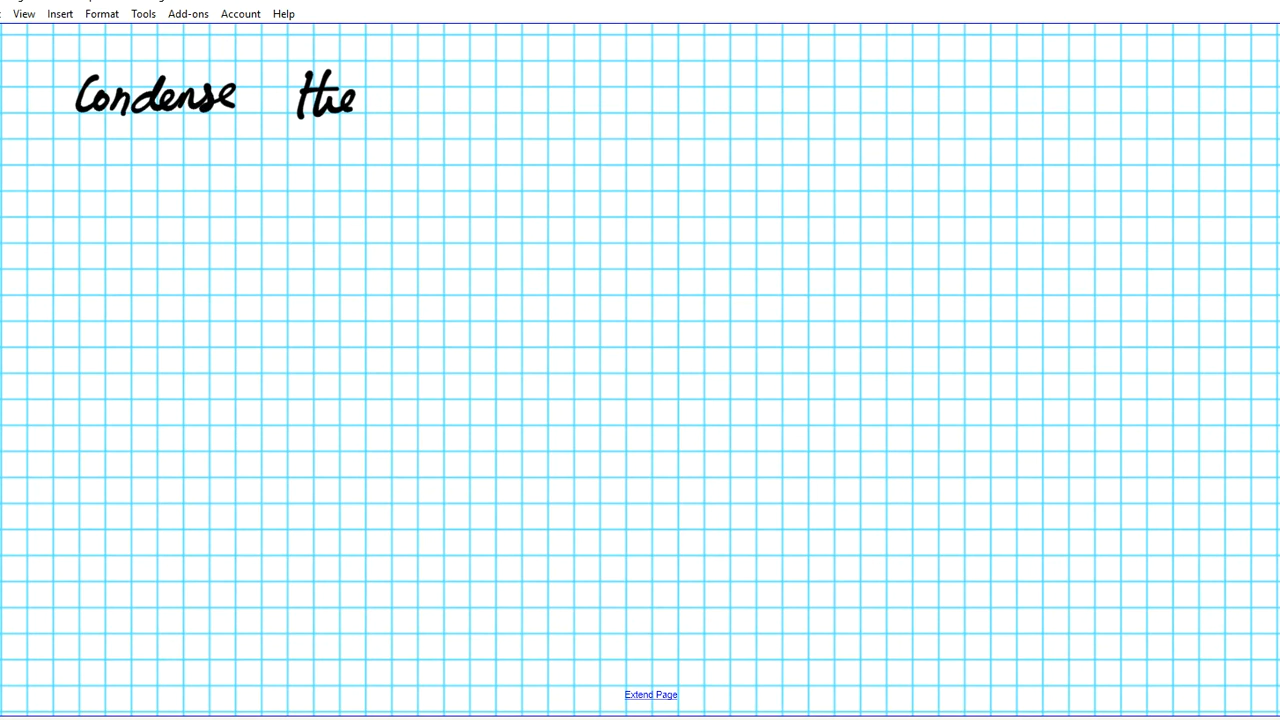 View Insert Format Tools Add-ons Account Help
Condense the
Extend Page